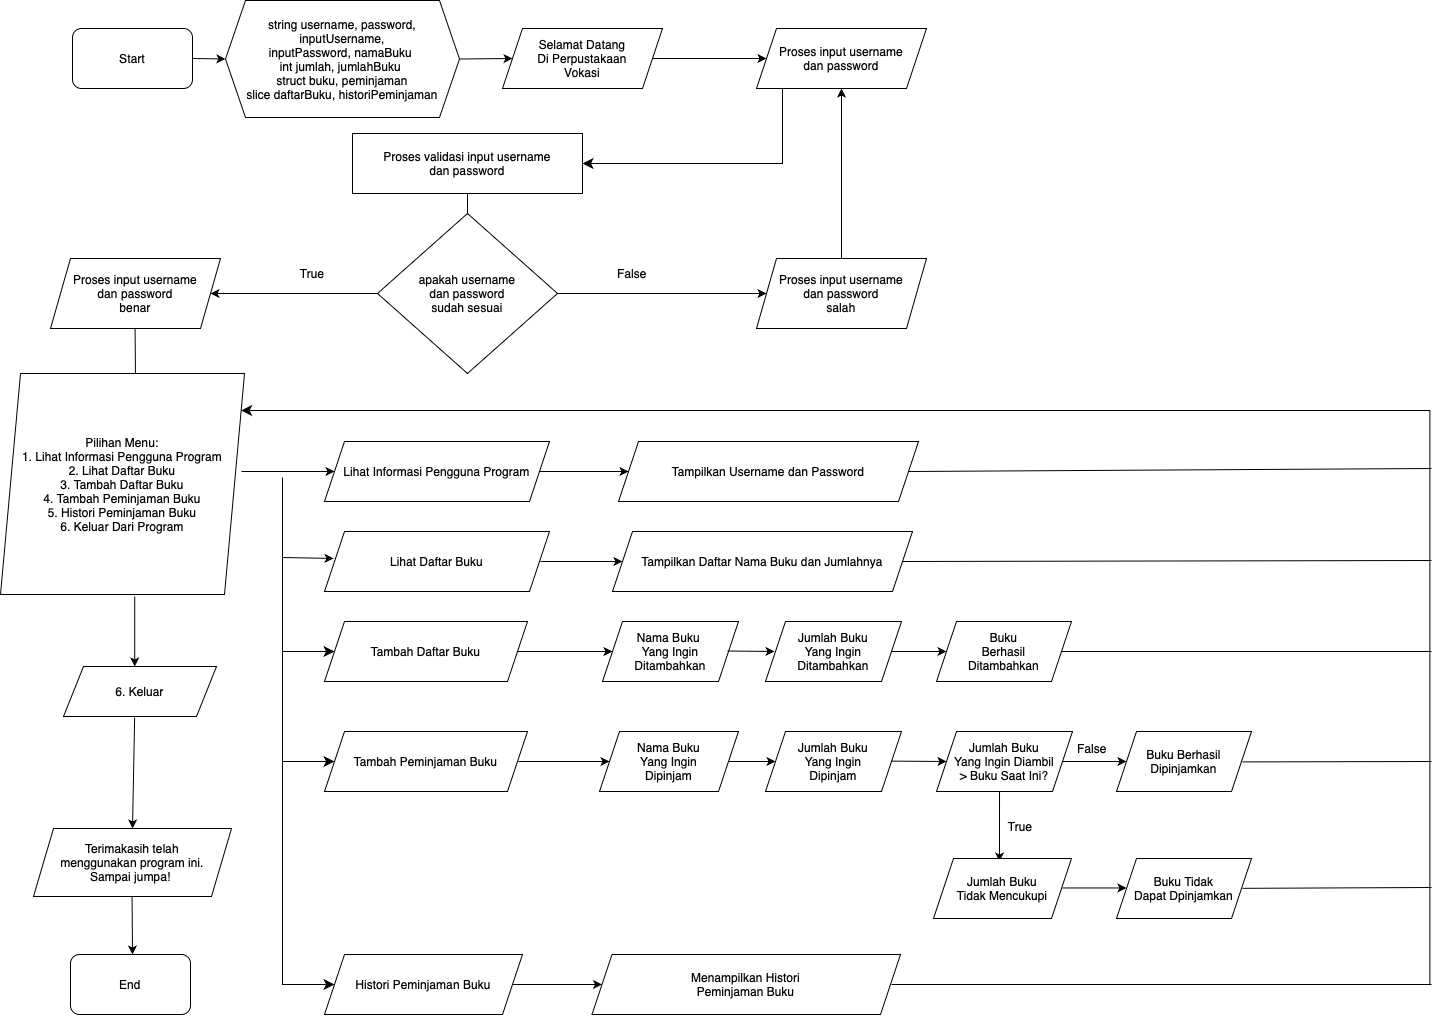 Start
string username, password,
inputUsername,
inputPassword, namaBuku
int jumlah, jumlahBuku
struct buku, peminjaman
slice daftarBuku, historiPeminjaman
Selamat Datang
Di Perpustakaan
Vokasi
Proses input username
dan password
Proses validasi input username
dan password
apakah username
dan password
sudah sesuai
True
False
Proses input username
dan password
benar
Proses input username
dan password
salah
Pilihan Menu:
1. Lihat Informasi Pengguna Program
2. Lihat Daftar Buku
3. Tambah Daftar Buku
4. Tambah Peminjaman Buku
5. Histori Peminjaman Buku
6. Keluar Dari Program
Lihat Informasi Pengguna Program
Tampilkan Username dan Password
Lihat Daftar Buku
Tampilkan Daftar Nama Buku dan Jumlahnya
Tambah Daftar Buku
Nama Buku
Yang Ingin
Ditambahkan
Jumlah Buku
Yang Ingin
Ditambahkan
Buku
Berhasil
Ditambahkan
Tambah Peminjaman Buku
Nama Buku
Yang Ingin
Dipinjam
Jumlah Buku
Yang Ingin
Dipinjam
Jumlah Buku
Yang Ingin Diambil
> Buku Saat Ini?
False
Buku Berhasil
Dipinjamkan
True
Jumlah Buku
Tidak Mencukupi
Buku Tidak
Dapat Dpinjamkan
Histori Peminjaman Buku
Menampilkan Histori
Peminjaman Buku
6. Keluar
Terimakasih telah
menggunakan program ini.
Sampai jumpa!
End